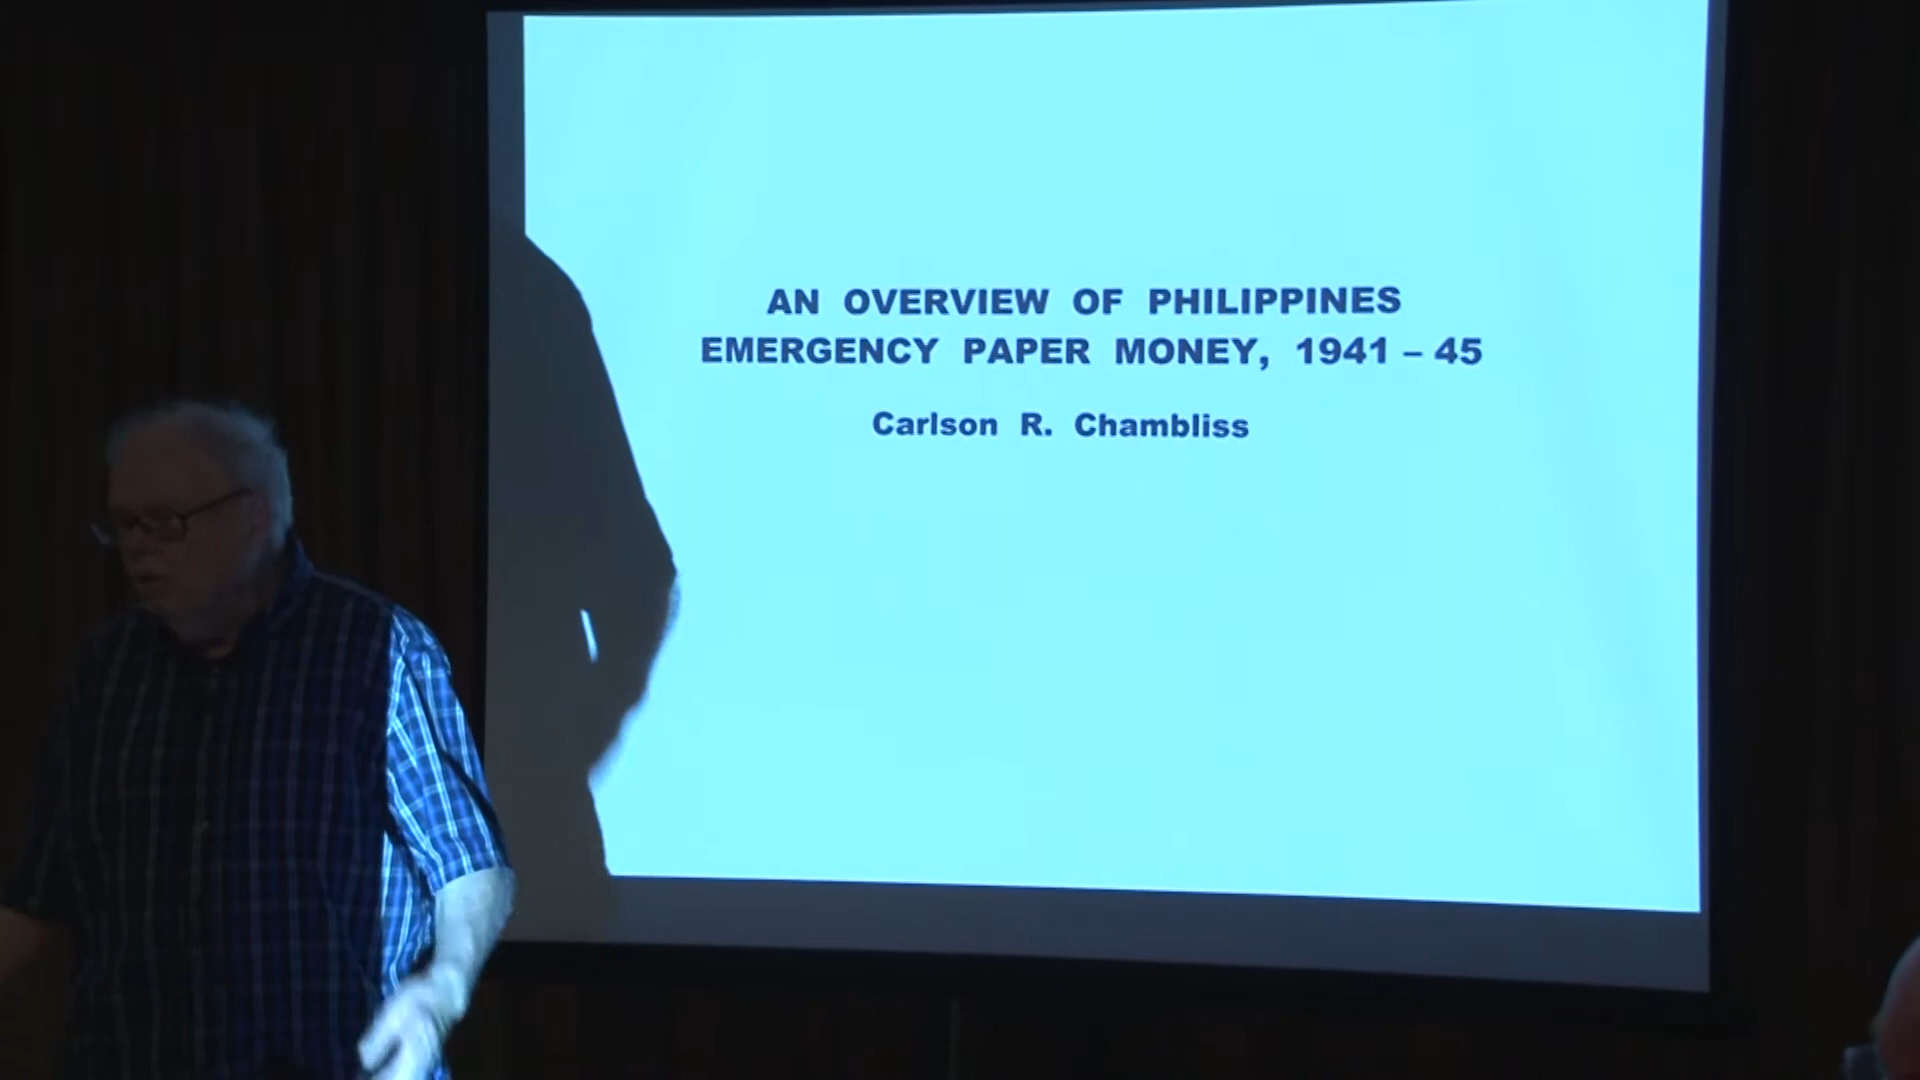 AN OVERVIEW OF PHILIPPINES
EMERGENCY PAPER MONEY, 1941 – 45
Carlson R. Chambliss